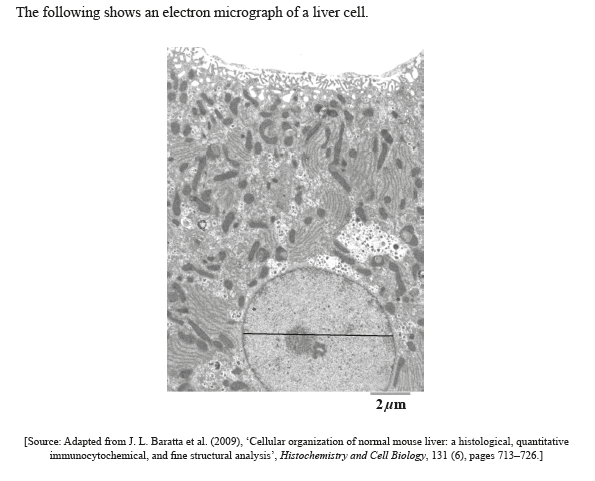 The following shows an electron micrograph of a liver cell.
2 µm
[Source: Adapted from J. L. Baratta et al. (2009), ‘Cellular organization of normal mouse liver: a histological, quantitative
immunocytochemical, and fine structural analysis’, Histochemistry and Cell Biology, 131 (6), pages 713–726.]